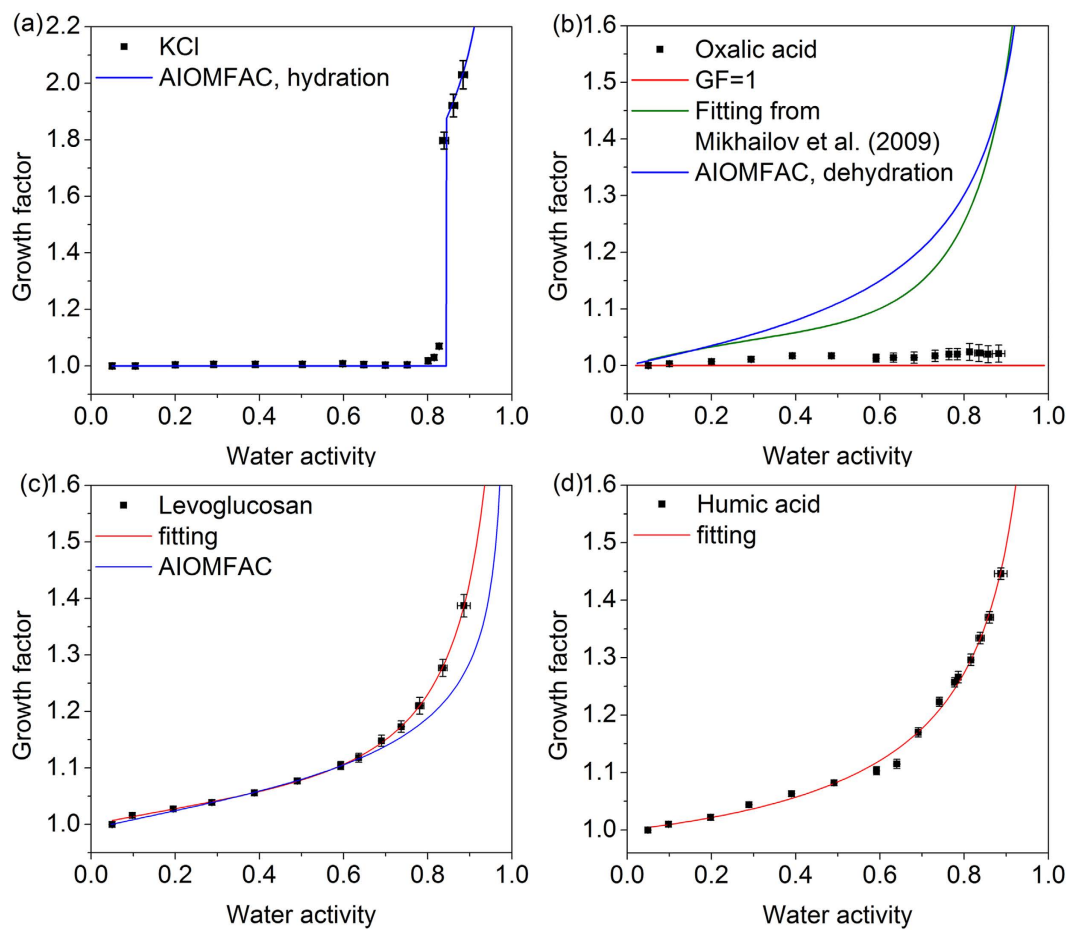 (a)
KCl
AIOMFAC, hydration
Growth factor
2.2
2.0
1.8
1.6
1.4
1.2
1.0
0.0 0.2 0.4 0.6 0.8 1.0
Water activity
(b)
Oxalic acid
GF=1
Fitting from
Mikhailov et al. (2009)
AIOMFAC, dehydration
Growth factor
1.6
1.5
1.4
1.3
1.2
1.1
1.0
0.0 0.2 0.4 0.6 0.8 1.0
Water activity
(c)
Levoglucosan
fitting
AIOMFAC
Growth factor
1.6
1.5
1.4
1.3
1.2
1.1
1.0
0.0 0.2 0.4 0.6 0.8 1.0
Water activity
(d)
Humic acid
fitting
Growth factor
1.6
1.5
1.4
1.3
1.2
1.1
1.0
0.0 0.2 0.4 0.6 0.8 1.0
Water activity